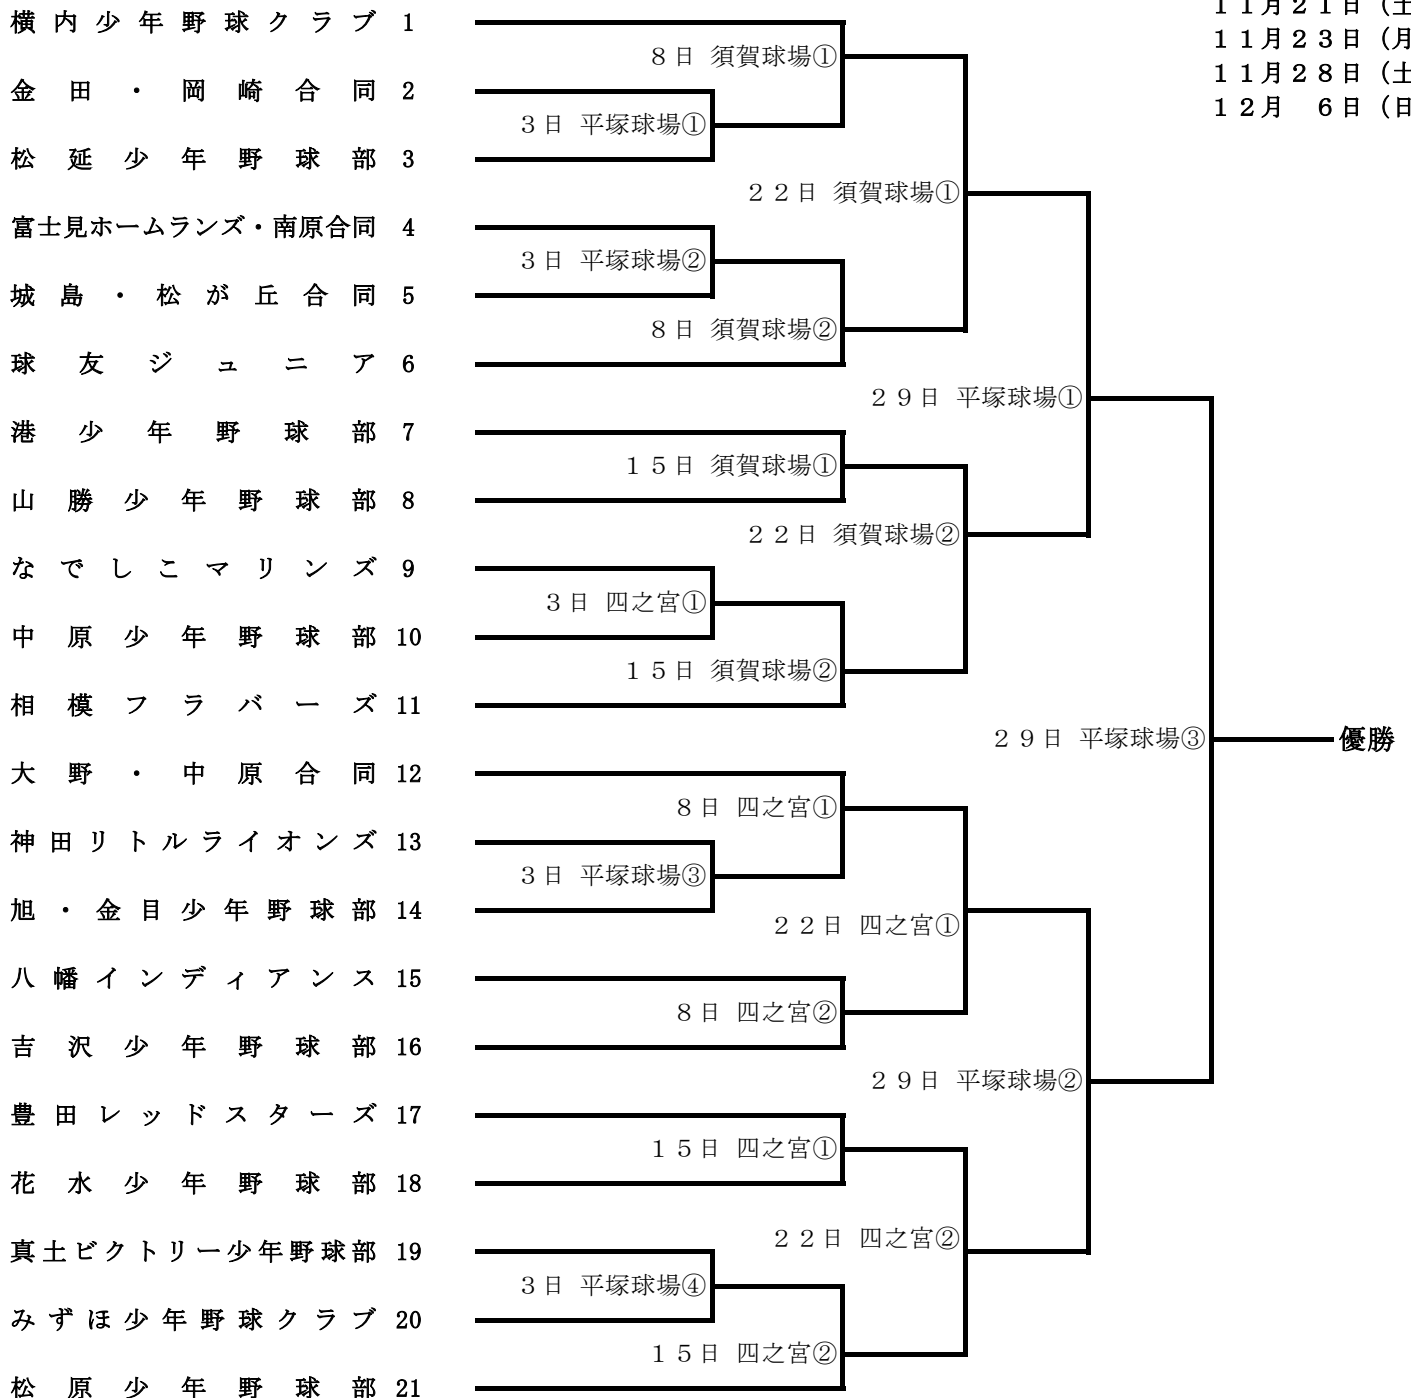 １１月２１日（土
横内少年野球クラブ 1
８日 須賀球場①
１１月２３日（月
１１月２８日（土
金田・岡崎合同 2
１２月　６日（日
３日 平塚球場①
松延少年野球部 3
２２日 須賀球場①
富士見ホームランズ・南原合同 4
３日 平塚球場②
城島・松が丘合同 5
８日 須賀球場②
球友ジュニア 6
２９日 平塚球場①
港少年野球部 7
１５日 須賀球場①
山勝少年野球部 8
２２日 須賀球場②
なでしこマリンズ 9
３日 四之宮①
中原少年野球部 10
１５日 須賀球場②
相模フラバーズ 11
２９日 平塚球場③
優勝
大野・中原合同 12
８日 四之宮①
神田リトルライオンズ 13
３日 平塚球場③
旭・金目少年野球部 14
２２日 四之宮①
八幡インディアンス 15
８日 四之宮②
吉沢少年野球部 16
２９日 平塚球場②
豊田レッドスターズ 17
１５日 四之宮①
花水少年野球部 18
２２日 四之宮②
真土ビクトリー少年野球部 19
３日 平塚球場④
みずほ少年野球クラブ 20
１５日 四之宮②
松原少年野球部 21